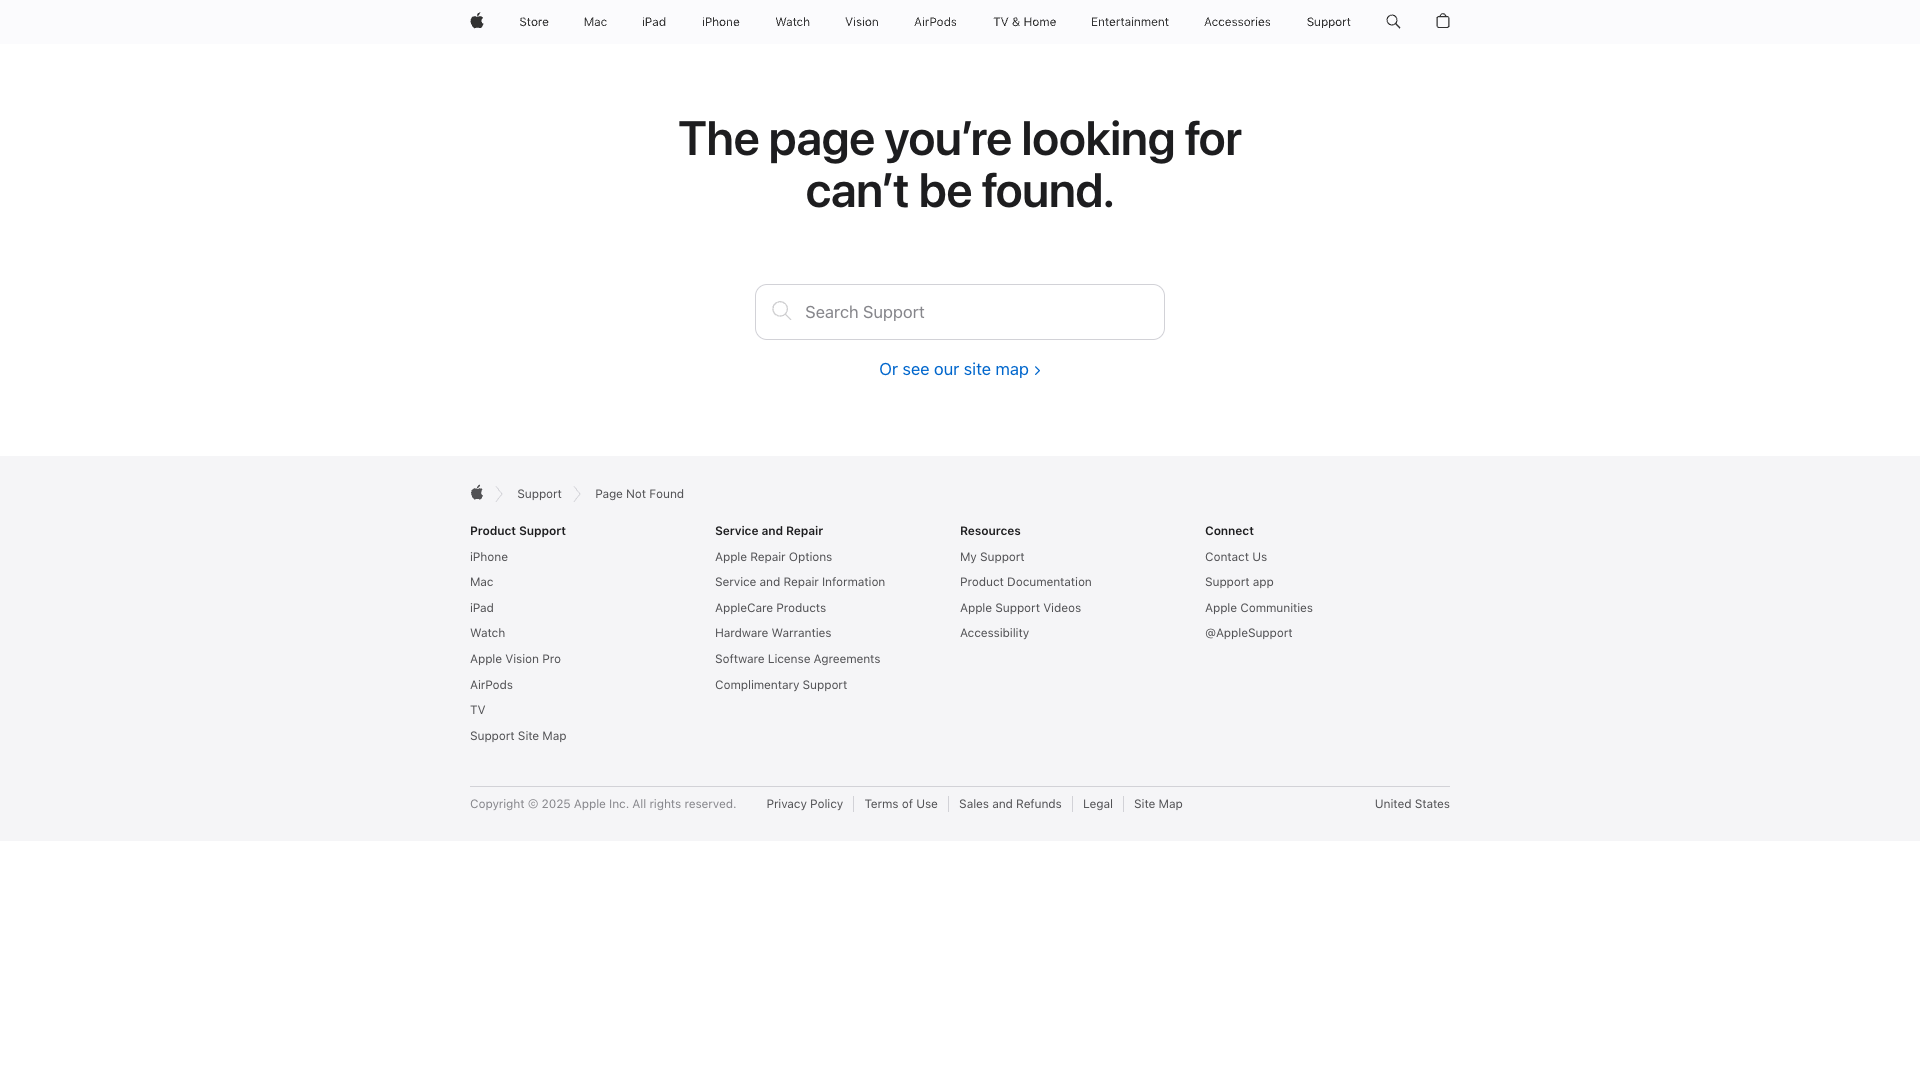 Store Mac iPad iPhone Watch Vision AirPods TV & Home Entertainment Accessories Support
The page you’re looking for
can’t be found.
Search Support
Or see our site map ›
Support Page Not Found
Product Support
iPhone
Mac
iPad
Watch
Apple Vision Pro
AirPods
TV
Support Site Map
Service and Repair
Apple Repair Options
Service and Repair Information
AppleCare Products
Hardware Warranties
Software License Agreements
Complimentary Support
Resources
My Support
Product Documentation
Apple Support Videos
Accessibility
Connect
Contact Us
Support app
Apple Communities
@AppleSupport
Copyright © 2025 Apple Inc. All rights reserved. Privacy Policy Terms of Use Sales and Refunds Legal Site Map United States